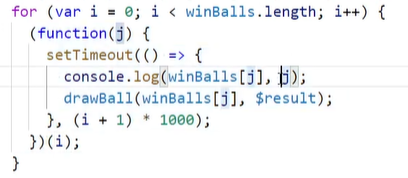 for (var i = 0; i < winBalls.length; i++) {
(function(j) {
setTimeout(() => {
console.log(winBalls[j], j);
drawBall(winBalls[j], $result);
}, (i + 1) * 1000);
})(i);
}